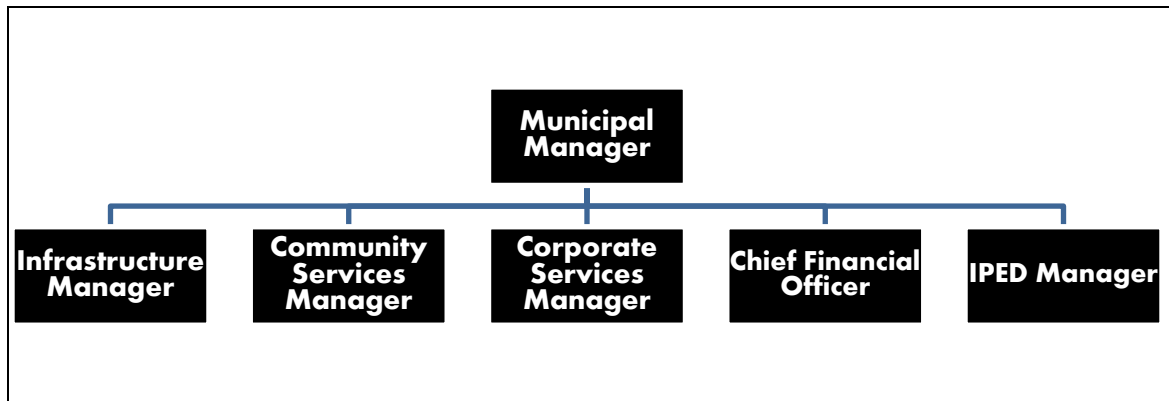 Municipal
Manager
Infrastructure
Manager
Community
Services
Manager
Corporate
Services
Manager
Chief Financial
Officer
IPED Manager